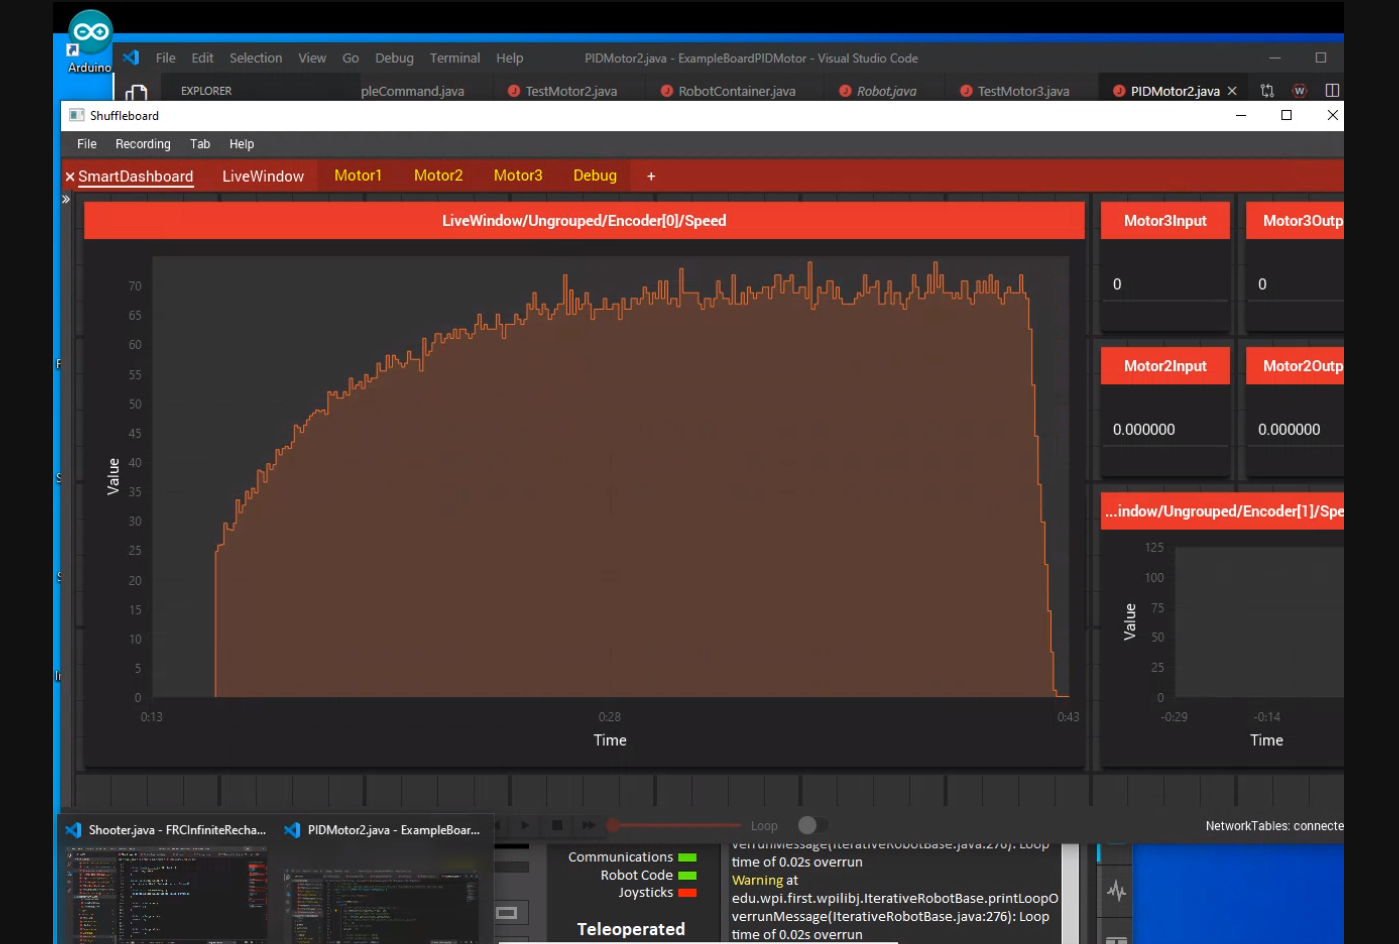 Arduino
File Edit Selection View Go Debug Terminal Help
PIDMotor2.java - ExampleBoardPIDMotor - Visual Studio Code
EXPLORER
pleCommand.java
TestMotor2.java
RobotContainer.java
Robot.java
TestMotor3.java
PIDMotor2.java
Shuffleboard
File Recording Tab Help
SmartDashboard LiveWindow Motor1 Motor2 Motor3 Debug +
LiveWindow/Ungrouped/Encoder[0]/Speed
70
65
60
55
50
45
40
35
30
25
20
15
10
5
0
Value
0:13 0:28 0:43
Time
Motor3Input
0
Motor3Outp
0
Motor2Input
0.000000
Motor2Outp
0.000000
...indow/Ungrouped/Encoder[1]/Spe
125
100
75
50
25
0
Value
-0:29 -0:14
Time
Loop
NetworkTables: connecte
Shooter.java - FRCInfiniteRecha...
PIDMotor2.java - ExampleBoar...
Communications
Robot Code
Joysticks
Teleoperated
verrunMessage(IterativeRobotBase.java:276): Loop
time of 0.02s overrun
Warning at
edu.wpi.first.wpilibj.IterativeRobotBase.printLoopO
verrunMessage(IterativeRobotBase.java:276): Loop
time of 0.02s overrun